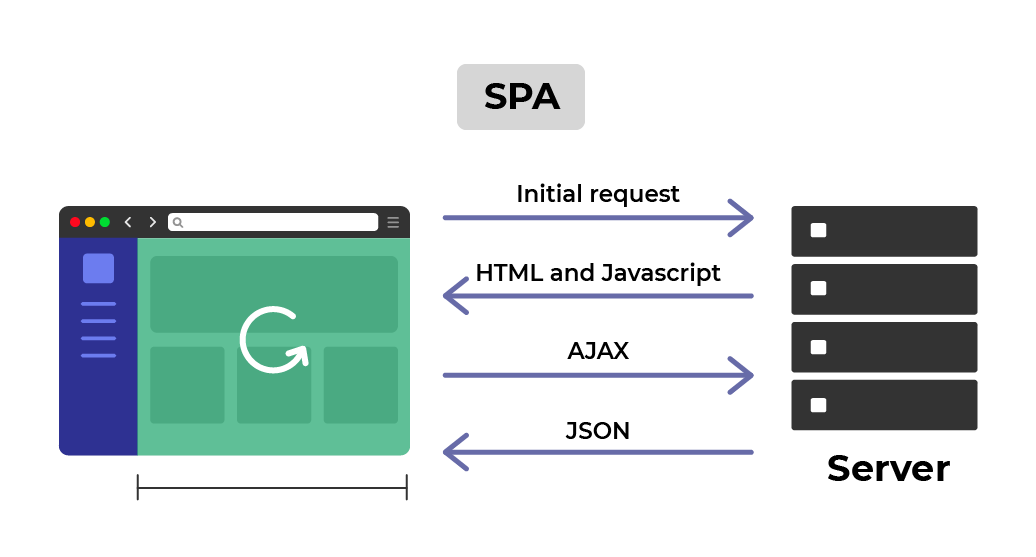 SPA
Initial request
HTML and Javascript
AJAX
JSON
Server